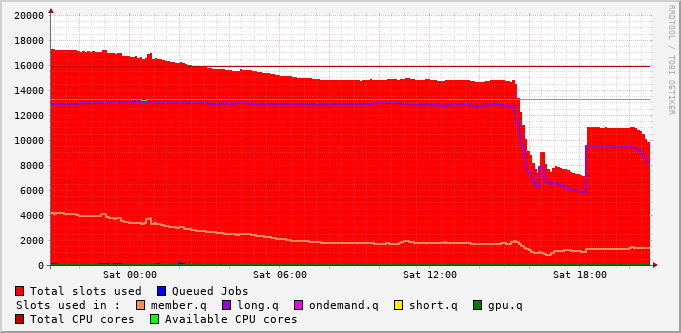 20000
18000
16000
14000
12000
10000
8000
6000
4000
2000
0
Sat 00:00 Sat 06:00 Sat 12:00 Sat 18:00
RRDTOOL / TOBI OETIKER
Total slots used Queued Jobs
Slots used in : member.q long.q ondemand.q short.q gpu.q
Total CPU cores Available CPU cores